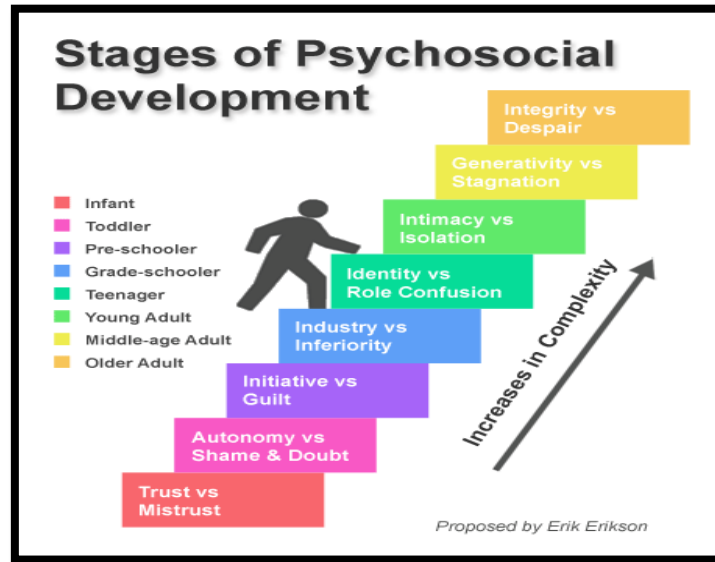 Stages of Psychosocial
Development
Integrity vs
Despair
Generativity vs
Stagnation
Intimacy vs
Isolation
Identity vs
Role Confusion
Industry vs
Inferiority
Initiative vs
Guilt
Autonomy vs
Shame & Doubt
Trust vs
Mistrust
Infant
Toddler
Pre-schooler
Grade-schooler
Teenager
Young Adult
Middle-age Adult
Older Adult
Increases in Complexity
Proposed by Erik Erikson